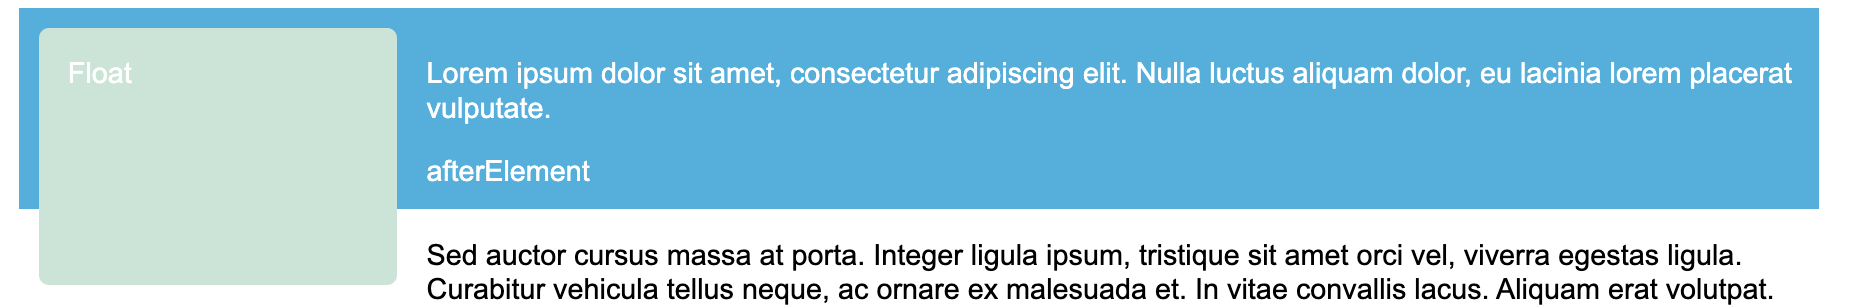 Float
Lorem ipsum dolor sit amet, consectetur adipiscing elit. Nulla luctus aliquam dolor, eu lacinia lorem placerat
vulputate.
afterElement
Sed auctor cursus massa at porta. Integer ligula ipsum, tristique sit amet orci vel, viverra egestas ligula.
Curabitur vehicula tellus neque, ac ornare ex malesuada et. In vitae convallis lacus. Aliquam erat volutpat.